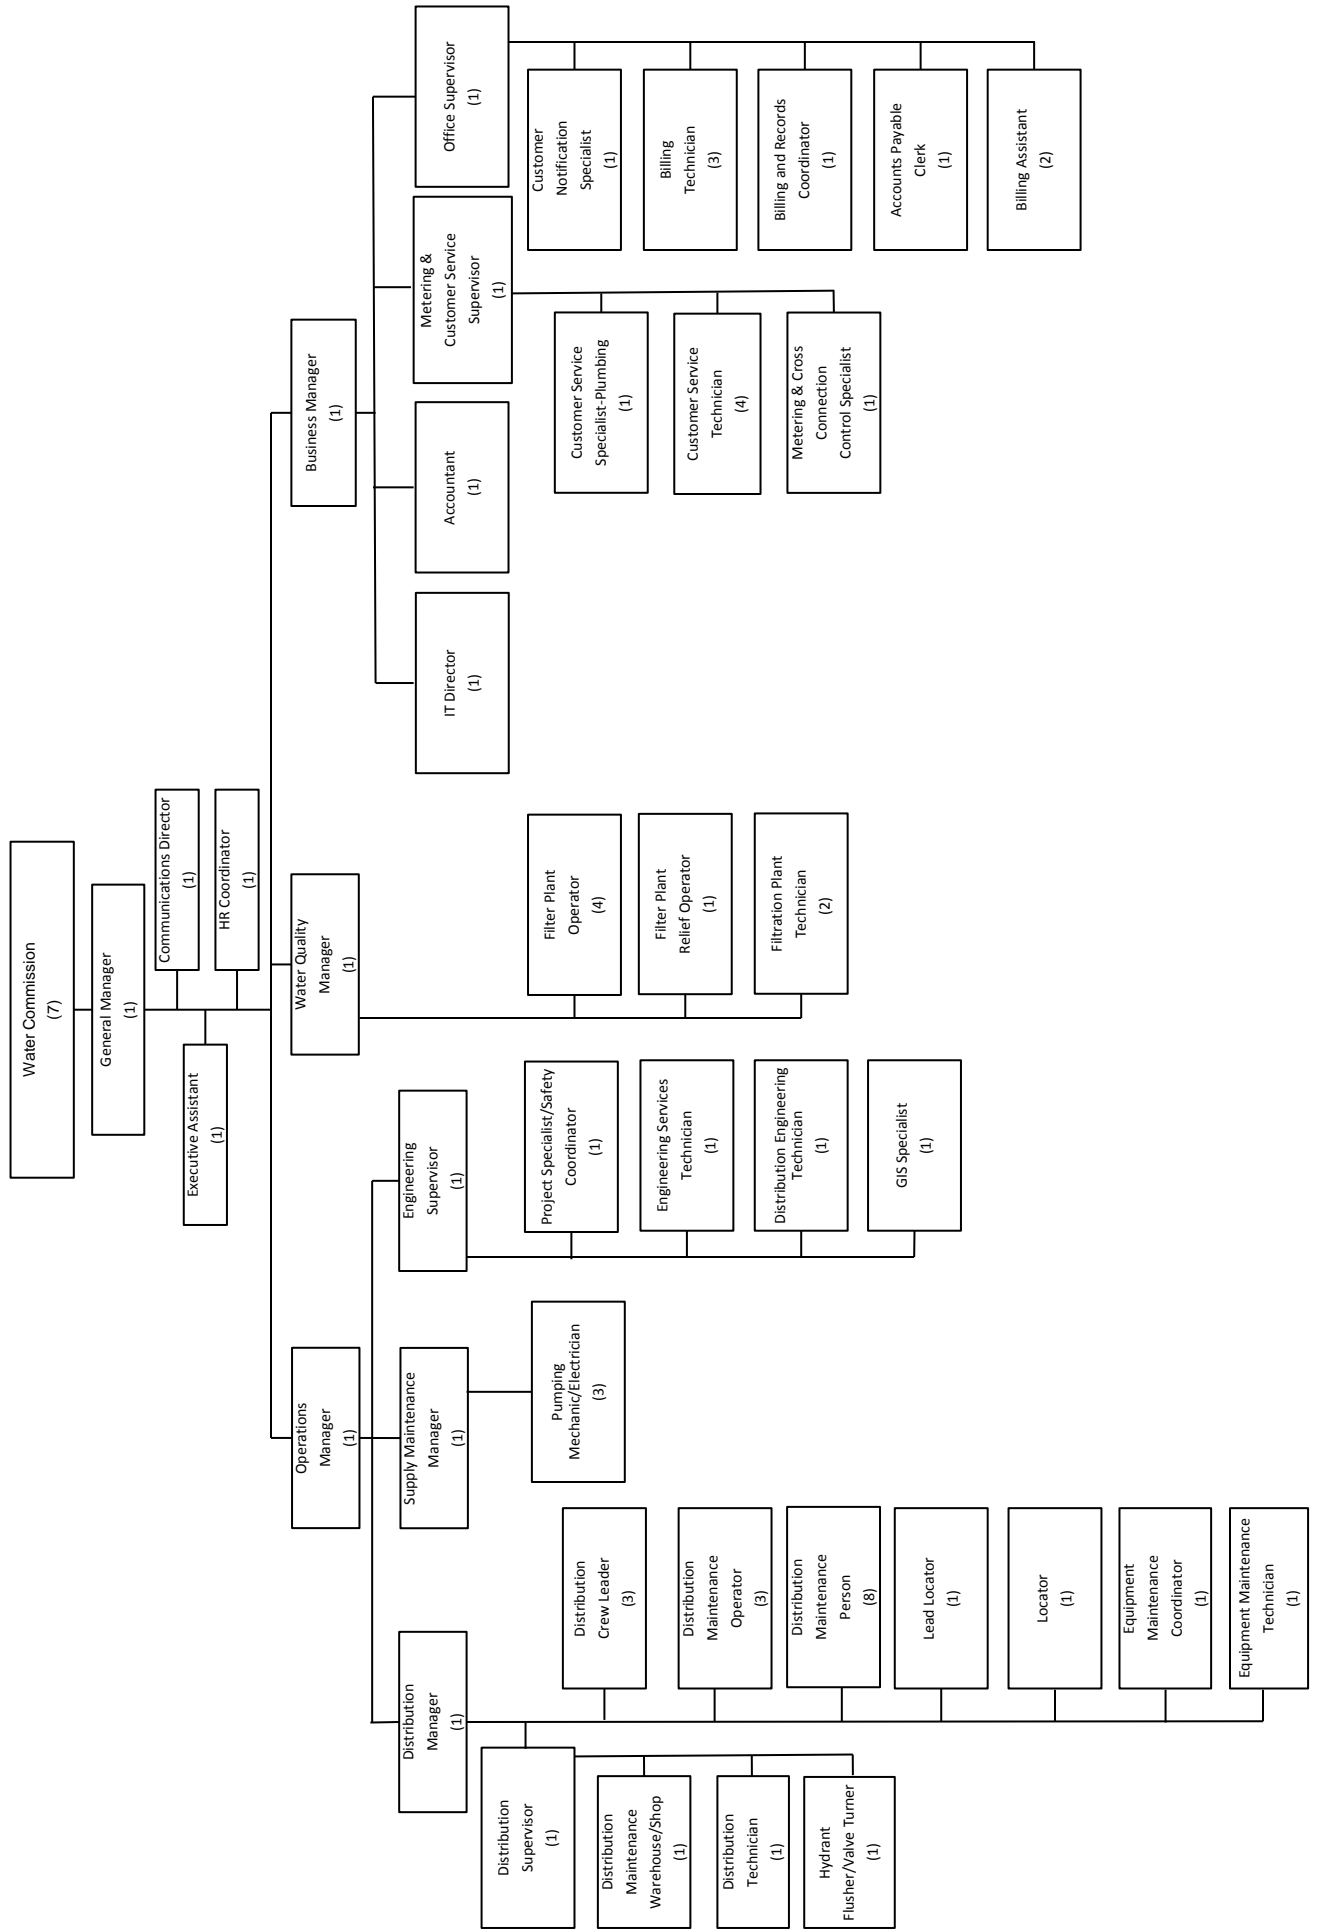 Water Commission
(7)
General Manager
(1)
Communications Director
(1)
Executive Assistant
(1)
HR Coordinator
(1)
Operations
Manager
(1)
Water Quality
Manager
(1)
Business Manager
(1)
Distribution
Manager
(1)
Supply Maintenance
Manager
(1)
Engineering
Supervisor
(1)
IT Director
(1)
Accountant
(1)
Metering &
Customer Service
Supervisor
(1)
Office Supervisor
(1)
Distribution
Supervisor
(1)
Distribution
Maintenance
Warehouse/Shop
(1)
Distribution
Technician
(1)
Hydrant
Flusher/Valve Turner
(1)
Distribution
Crew Leader
(3)
Distribution
Maintenance
Operator
(3)
Distribution
Maintenance
Person
(8)
Lead Locator
(1)
Locator
(1)
Equipment
Maintenance
Coordinator
(1)
Equipment Maintenance
Technician
(1)
Pumping
Mechanic/Electrician
(3)
Project Specialist/Safety
Coordinator
(1)
Engineering Services
Technician
(1)
Distribution Engineering
Technician
(1)
GIS Specialist
(1)
Filter Plant
Operator
(4)
Filter Plant
Relief Operator
(1)
Filtration Plant
Technician
(2)
Customer Service
Specialist-Plumbing
(1)
Customer Service
Technician
(4)
Metering & Cross
Connection
Control Specialist
(1)
Customer
Notification
Specialist
(1)
Billing
Technician
(3)
Billing and Records
Coordinator
(1)
Accounts Payable
Clerk
(1)
Billing Assistant
(2)